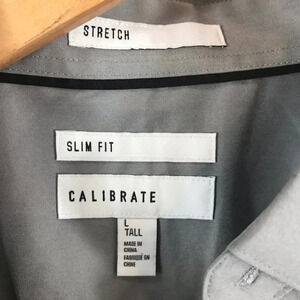 STRETCH
SLIM FIT
CALIBRATE
L
TALL
MADE IN
CHINA
FABRIQUÉ EN
CHINE